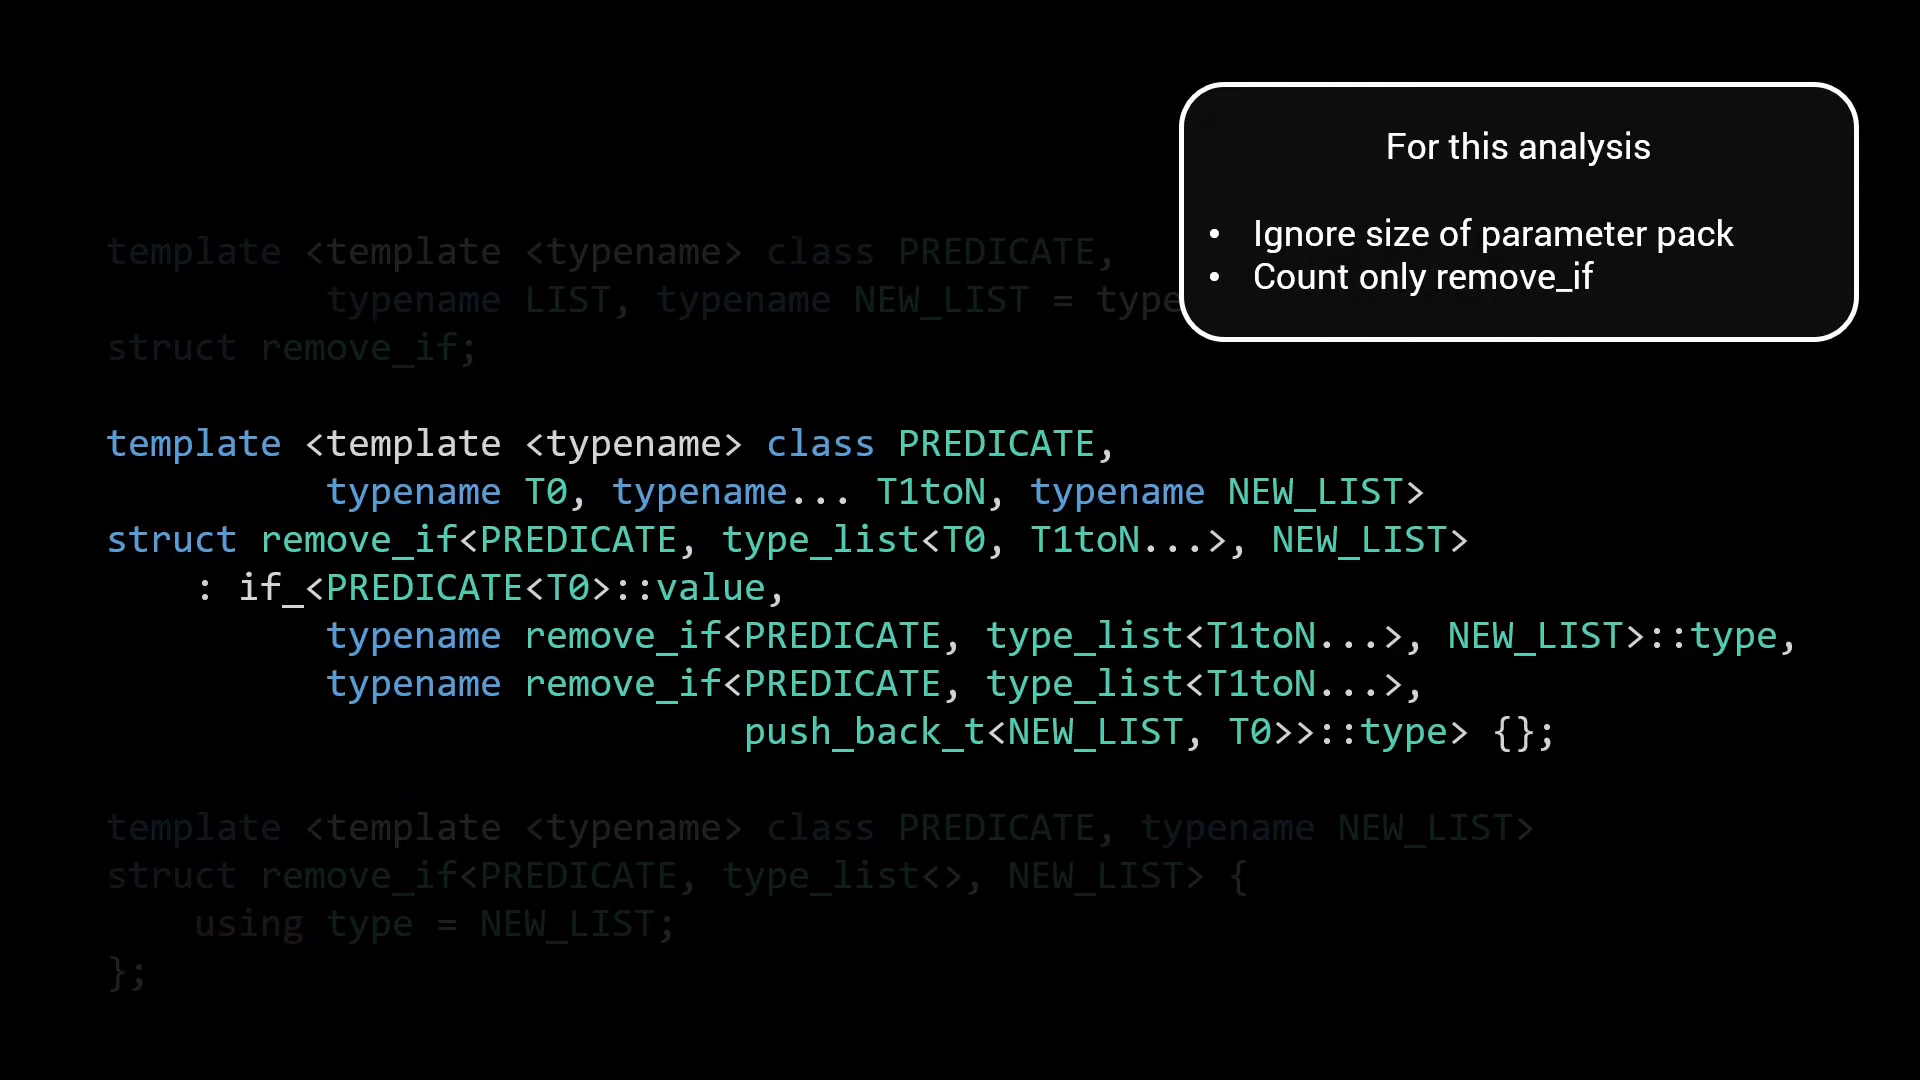 For this analysis
• Ignore size of parameter pack
• Count only remove_if
template <template <typename> class PREDICATE,
typename LIST, typename NEW_LIST = type
struct remove_if;
template <template <typename> class PREDICATE,
typename T0, typename... T1toN, typename NEW_LIST>
struct remove_if<PREDICATE, type_list<T0, T1toN...>, NEW_LIST>
: if_<PREDICATE<T0>::value,
typename remove_if<PREDICATE, type_list<T1toN...>, NEW_LIST>::type,
typename remove_if<PREDICATE, type_list<T1toN...>,
push_back_t<NEW_LIST, T0>>::type> {};
template <template <typename> class PREDICATE, typename NEW_LIST>
struct remove_if<PREDICATE, type_list<>, NEW_LIST> {
using type = NEW_LIST;
};